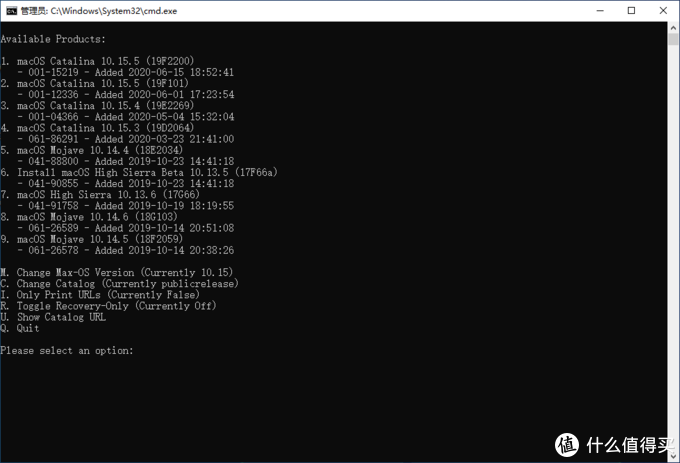 管理员: C:\Windows\System32\cmd.exe
Available Products:
1. macOS Catalina 10.15.5 (19F2200)
- 001-15219 - Added 2020-06-15 18:52:41
2. macOS Catalina 10.15.5 (19F101)
- 001-12336 - Added 2020-06-01 17:23:54
3. macOS Catalina 10.15.4 (19E2269)
- 001-04366 - Added 2020-05-04 15:32:04
4. macOS Catalina 10.15.3 (19D2064)
- 061-86291 - Added 2020-03-23 21:41:00
5. macOS Mojave 10.14.4 (18E2034)
- 041-88800 - Added 2019-10-23 14:41:18
6. Install macOS High Sierra Beta 10.13.5 (17F66a)
- 041-90855 - Added 2019-10-23 14:41:18
7. macOS High Sierra 10.13.6 (17G66)
- 041-91758 - Added 2019-10-19 18:19:55
8. macOS Mojave 10.14.6 (18G103)
- 061-26589 - Added 2019-10-14 20:51:08
9. macOS Mojave 10.14.5 (18F2059)
- 061-26578 - Added 2019-10-14 20:38:26
M. Change Max-OS Version (Currently 10.15)
C. Change Catalog (Currently publicrelease)
I. Only Print URLs (Currently False)
R. Toggle Recovery-Only (Currently Off)
U. Show Catalog URL
Q. Quit
Please select an option:
值 什么值得买